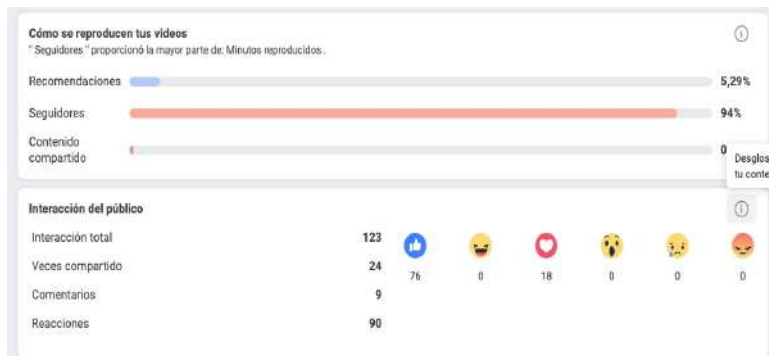 Cómo se reproducen tus videos
" Seguidores " proporcionó la mayor parte de: Minutos reproducidos .
Recomendaciones 5,29%
Seguidores 94%
Contenido
compartido 0
Desglos
tu conte
Interacción del público
Interacción total 123
Veces compartido 24
76 0 18 0 0 0
Comentarios 9
Reacciones 90